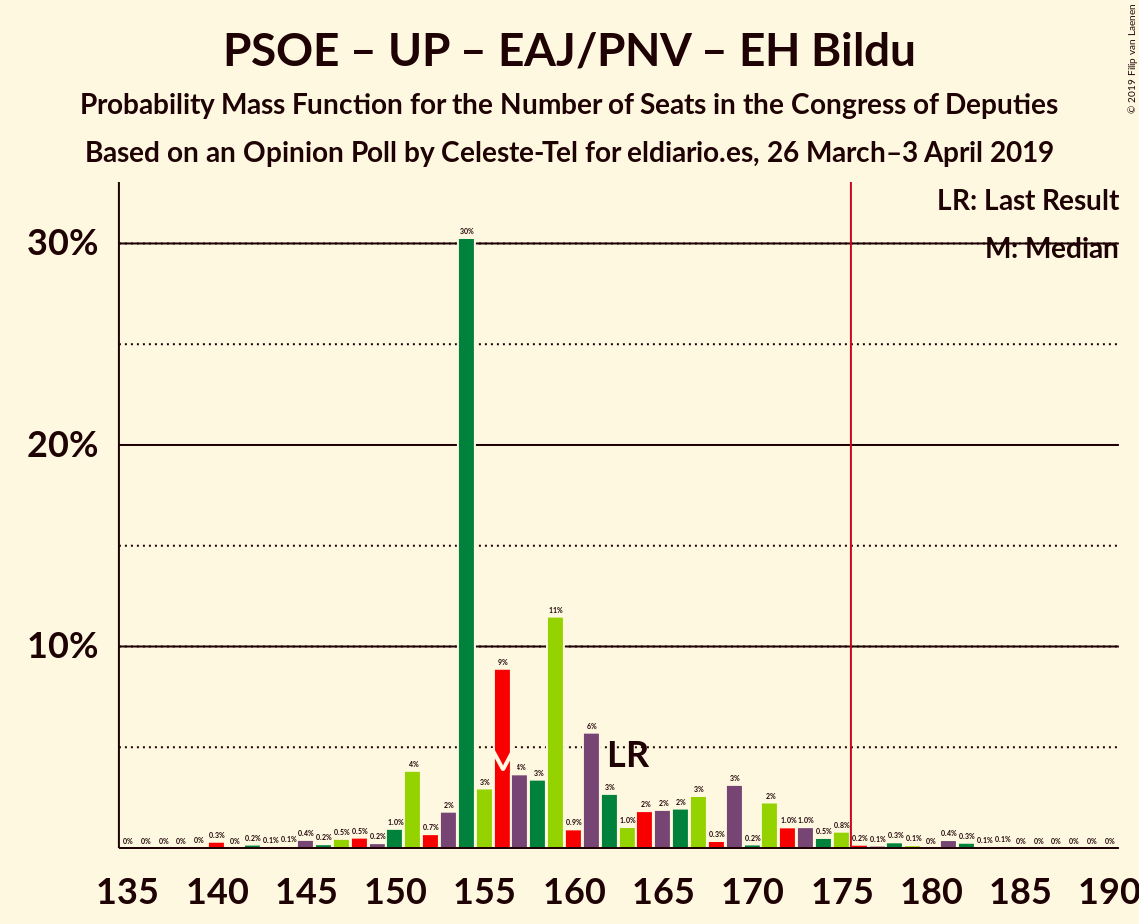 PSOE – UP – EAJ/PNV – EH Bildu
Probability Mass Function for the Number of Seats in the Congress of Deputies
Based on an Opinion Poll by Celeste-Tel for eldiario.es, 26 March–3 April 2019
© 2019 Filip van Laenen
LR: Last Result
M: Median
30%
20%
10%
LR
0% 0% 0% 0% 0% 0.3% 0% 0.2% 0.1% 0.1% 0.4% 0.2% 0.5% 0.5% 0.2% 1.0% 4% 0.7% 2% 30% 3% 9% 4% 3% 11% 0.9% 6% 3% 1.0% 2% 2% 2% 3% 0.3% 3% 0.2% 2% 1.0% 1.0% 0.5% 0.8% 0.2% 0.1% 0.3% 0.1% 0% 0.4% 0.3% 0.1% 0.1% 0% 0% 0% 0% 0% 0%
135 140 145 150 155 160 165 170 175 180 185 190